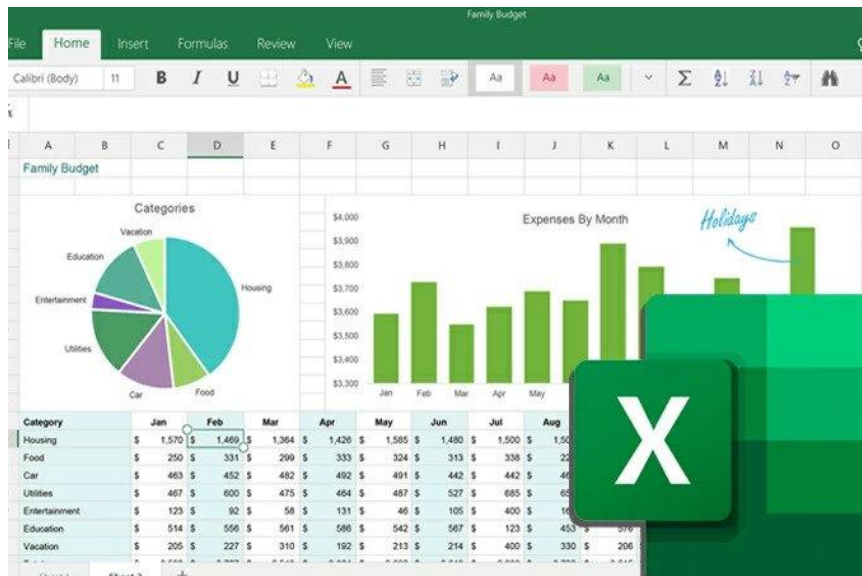 Family Budget
File Home Insert Formulas Review View
Calibri (Body) 11 B I U A Aa Aa Aa
A B C D E F G H I J K L M N O
Family Budget
Categories
Vacation
Education
Entertainment
Utilities
Car
Food
Housing
Expenses By Month
Holidays
$4,000
$3,900
$3,800
$3,700
$3,600
$3,500
$3,400
$3,300
Jan Feb Mar Apr May
Category Jan Feb Mar Apr May Jun Jul Aug
Housing $ 1,570 $ 1,469 $ 1,364 $ 1,426 $ 1,585 $ 1,480 $ 1,500 $
Food $ 250 $ 331 $ 299 $ 333 $ 324 $ 313 $ 338 $
Car $ 463 $ 452 $ 482 $ 492 $ 491 $ 442 $ 442 $
Utilities $ 467 $ 600 $ 475 $ 464 $ 487 $ 527 $ 685 $
Entertainment $ 123 $ 92 $ 58 $ 131 $ 46 $ 105 $ 400 $
Education $ 514 $ 556 $ 561 $ 586 $ 542 $ 567 $ 123 $ 453 $ 576
Vacation $ 205 $ 227 $ 310 $ 192 $ 213 $ 214 $ 400 $ 330 $ 206
X